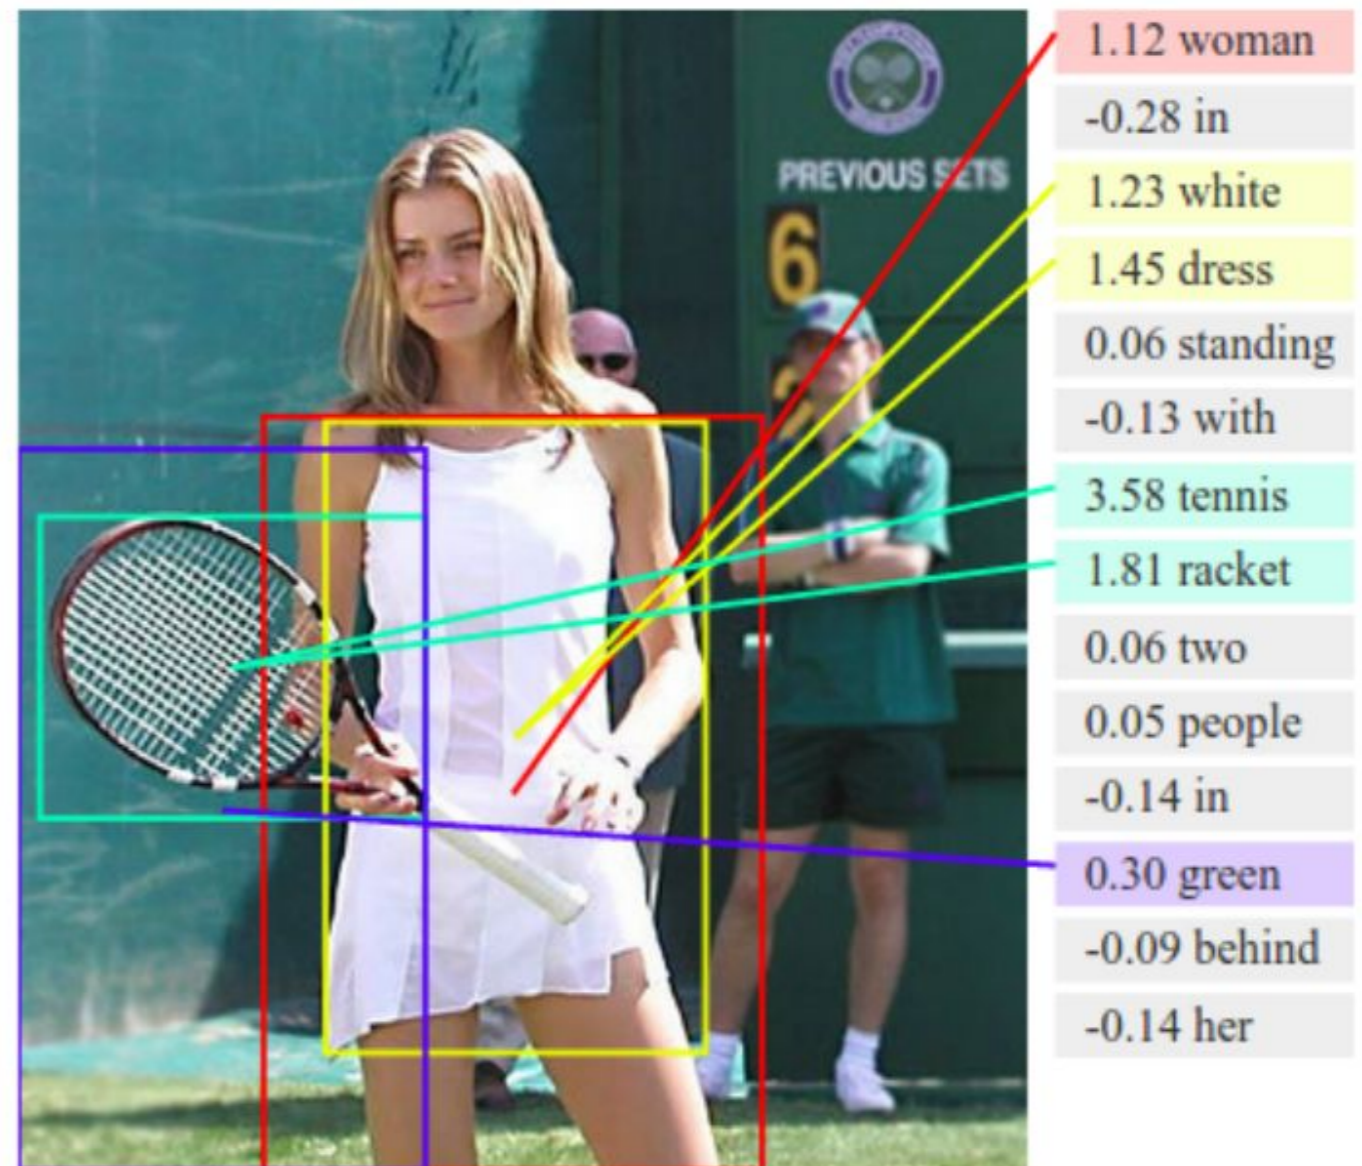 PREVIOUS SETS
6
1.12 woman
-0.28 in
1.23 white
1.45 dress
0.06 standing
-0.13 with
3.58 tennis
1.81 racket
0.06 two
0.05 people
-0.14 in
0.30 green
-0.09 behind
-0.14 her